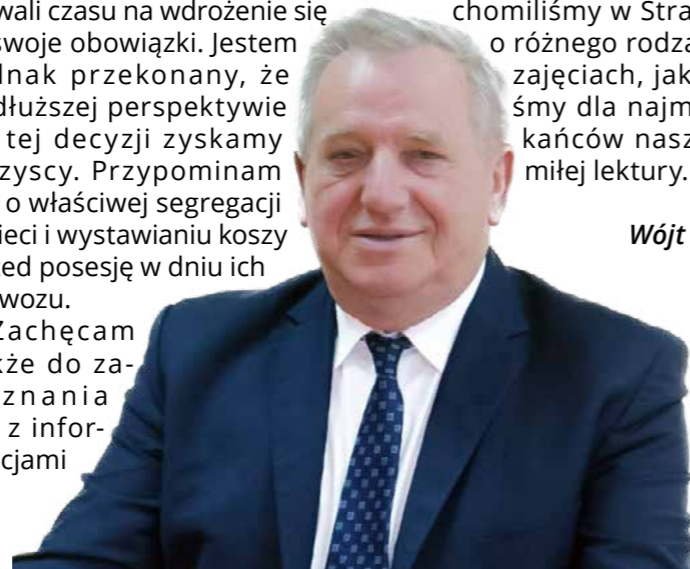 wali czasu na wdrożenie się
swoje obowiązki. Jestem
dnak przekonany, że
dłuższej perspektywie
tej decyzji zyskamy
zyscy. Przypominam
o właściwej segregacji
ieci i wystawianiu koszy
zed posesję w dniu ich
wozu.
Zachęcam
kże do za-
znania
z infor-
cjami
chomiliśmy w Stra
o różnego rodza
zajęciach, jak
śmy dla najm
kańców nasz
miłej lektury.
Wójt